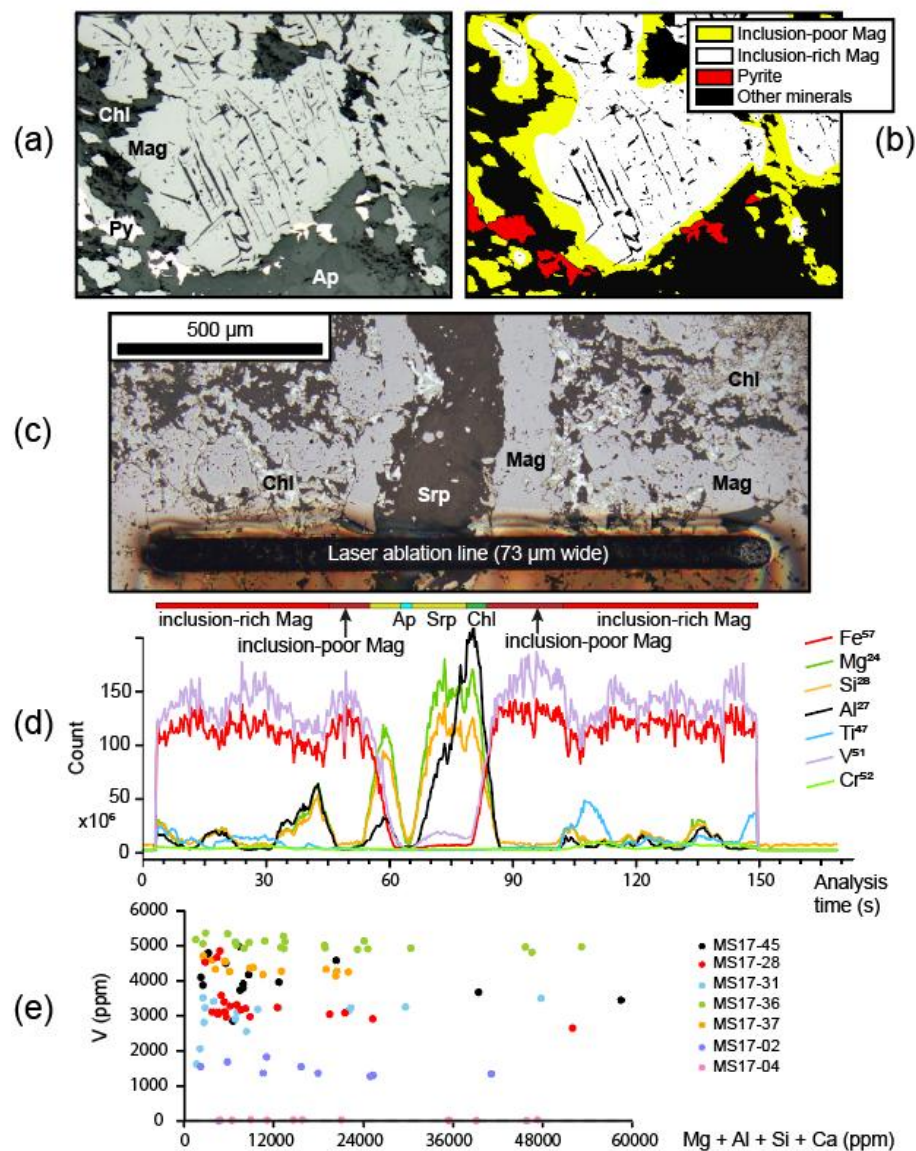 (a)
Chl
Mag
Py
Ap
Inclusion-poor Mag
Inclusion-rich Mag
Pyrite
Other minerals
(b)
(c)
500 µm
Chl
Mag
Chl
Srp
Mag
Laser ablation line (73 µm wide)
inclusion-rich Mag
Ap
Srp
Chl
inclusion-rich Mag
inclusion-poor Mag
inclusion-poor Mag
(d)
Count
x10⁶
150
100
50
0
0
30
60
90
120
150
Analysis
time (s)
Fe⁵⁷
Mg²⁴
Si²⁸
Al²⁷
Ti⁴⁷
V⁵¹
Cr⁵²
(e)
V (ppm)
6000
5000
4000
3000
2000
1000
0
0
12000
24000
36000
48000
60000
Mg + Al + Si + Ca (ppm)
MS17-45
MS17-28
MS17-31
MS17-36
MS17-37
MS17-02
MS17-04